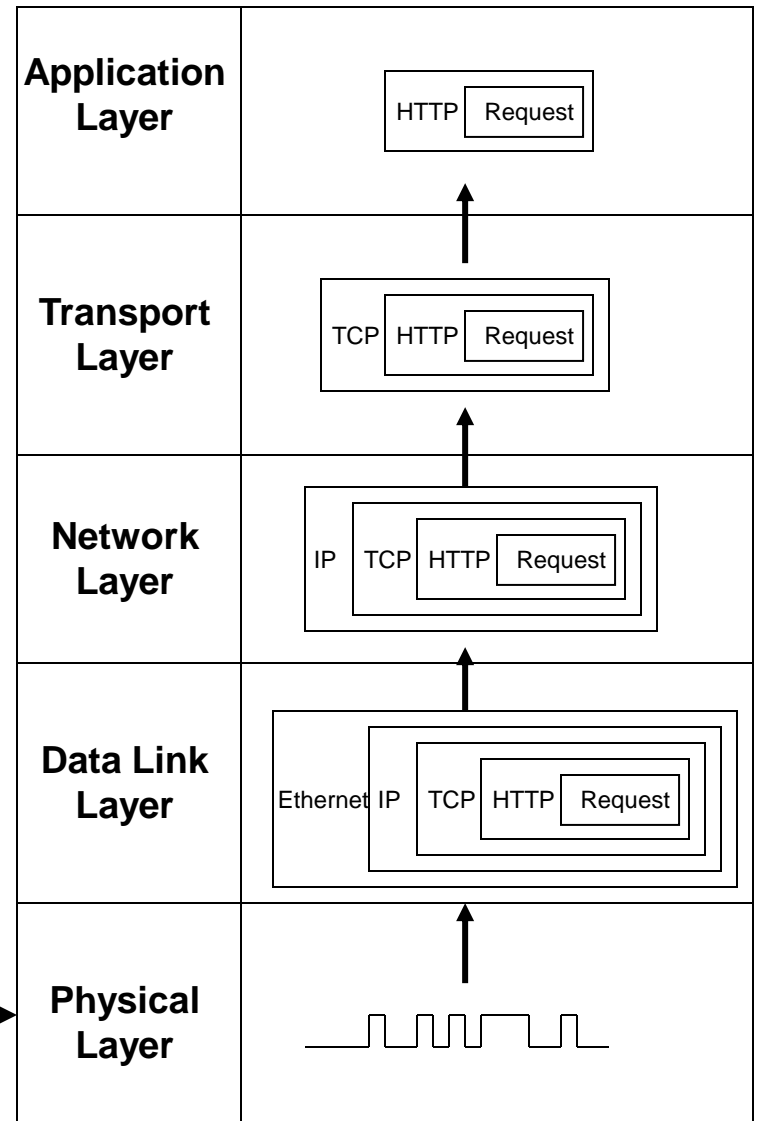 Application
Layer
HTTP Request
Transport
Layer
TCP HTTP Request
Network
Layer
IP TCP HTTP Request
Data Link
Layer
Ethernet IP TCP HTTP Request
Physical
Layer